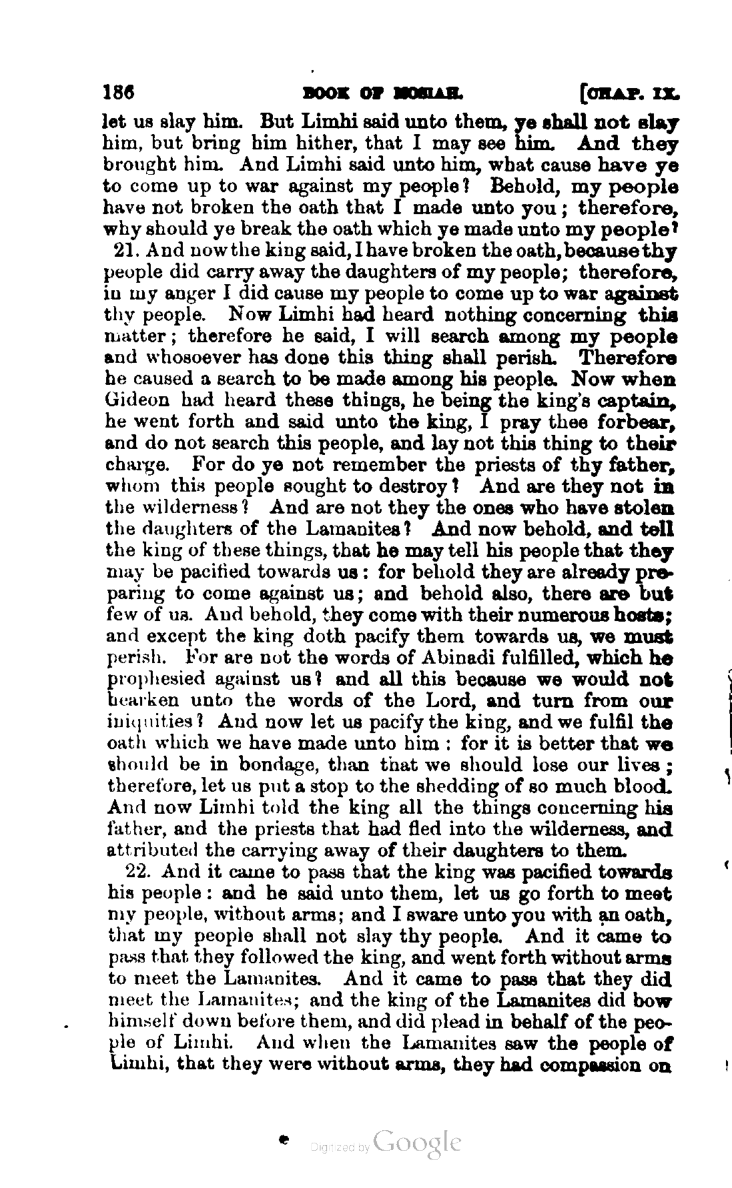 186 BOOK OF MOSIAH. [CHAP. IX.
let us slay him. But Limhi said unto them, ye shall not slay
him, but bring him hither, that I may see him. And they
brought him. And Limhi said unto him, what cause have ye
to come up to war against my people? Behold, my people
have not broken the oath that I made unto you; therefore,
why should ye break the oath which ye made unto my people?
21. And now the king said, I have broken the oath, because thy
people did carry away the daughters of my people; therefore,
in my anger I did cause my people to come up to war against
thy people. Now Limhi had heard nothing concerning this
matter; therefore he said, I will search among my people
and whosoever has done this thing shall perish. Therefore
he caused a search to be made among his people. Now when
Gideon had heard these things, he being the king's captain,
he went forth and said unto the king, I pray thee forbear,
and do not search this people, and lay not this thing to their
charge. For do ye not remember the priests of thy father,
whom this people sought to destroy? And are they not in
the wilderness? And are not they the ones who have stolen
the daughters of the Lamanites? And now behold, and tell
the king of these things, that he may tell his people that they
may be pacified towards us: for behold they are already pre-
paring to come against us; and behold also, there are but
few of us. And behold, they come with their numerous hosts;
and except the king doth pacify them towards us, we must
perish. For are not the words of Abinadi fulfilled, which he
prophesied against us? and all this because we would not
hearken unto the words of the Lord, and turn from our
iniquities? And now let us pacify the king, and we fulfil the
oath which we have made unto him: for it is better that we
should be in bondage, than that we should lose our lives;
therefore, let us put a stop to the shedding of so much blood.
And now Limhi told the king all the things concerning his
father, and the priests that had fled into the wilderness, and
attributed the carrying away of their daughters to them.
22. And it came to pass that the king was pacified towards
his people: and he said unto them, let us go forth to meet
my people, without arms; and I sware unto you with an oath,
that my people shall not slay thy people. And it came to
pass that they followed the king, and went forth without arms
to meet the Lamanites. And it came to pass that they did
meet the Lamanites; and the king of the Lamanites did bow
himself down before them, and did plead in behalf of the peo-
ple of Limhi. And when the Lamanites saw the people of
Limhi, that they were without arms, they had compassion on
Digitized by Google